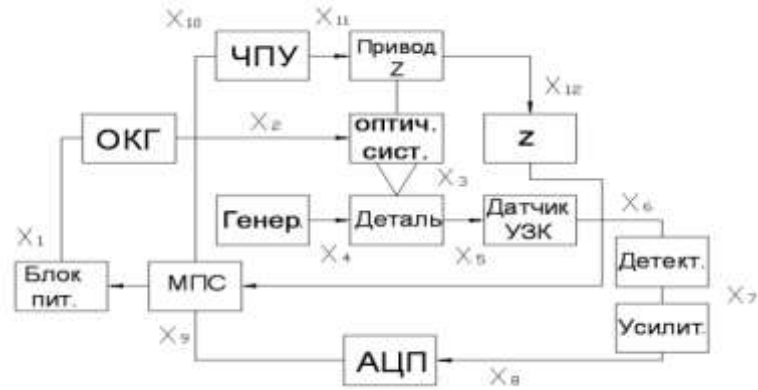 X10
X11
ЧПУ
Привод
Z
X12
ОКГ
X2
оптич.
сист.
Z
X3
Генер.
Деталь
Датчик
УЗК
X6
X1
X4
X5
Блок
пит.
МПС
Детект.
X7
X9
Усилит.
АЦП
X8